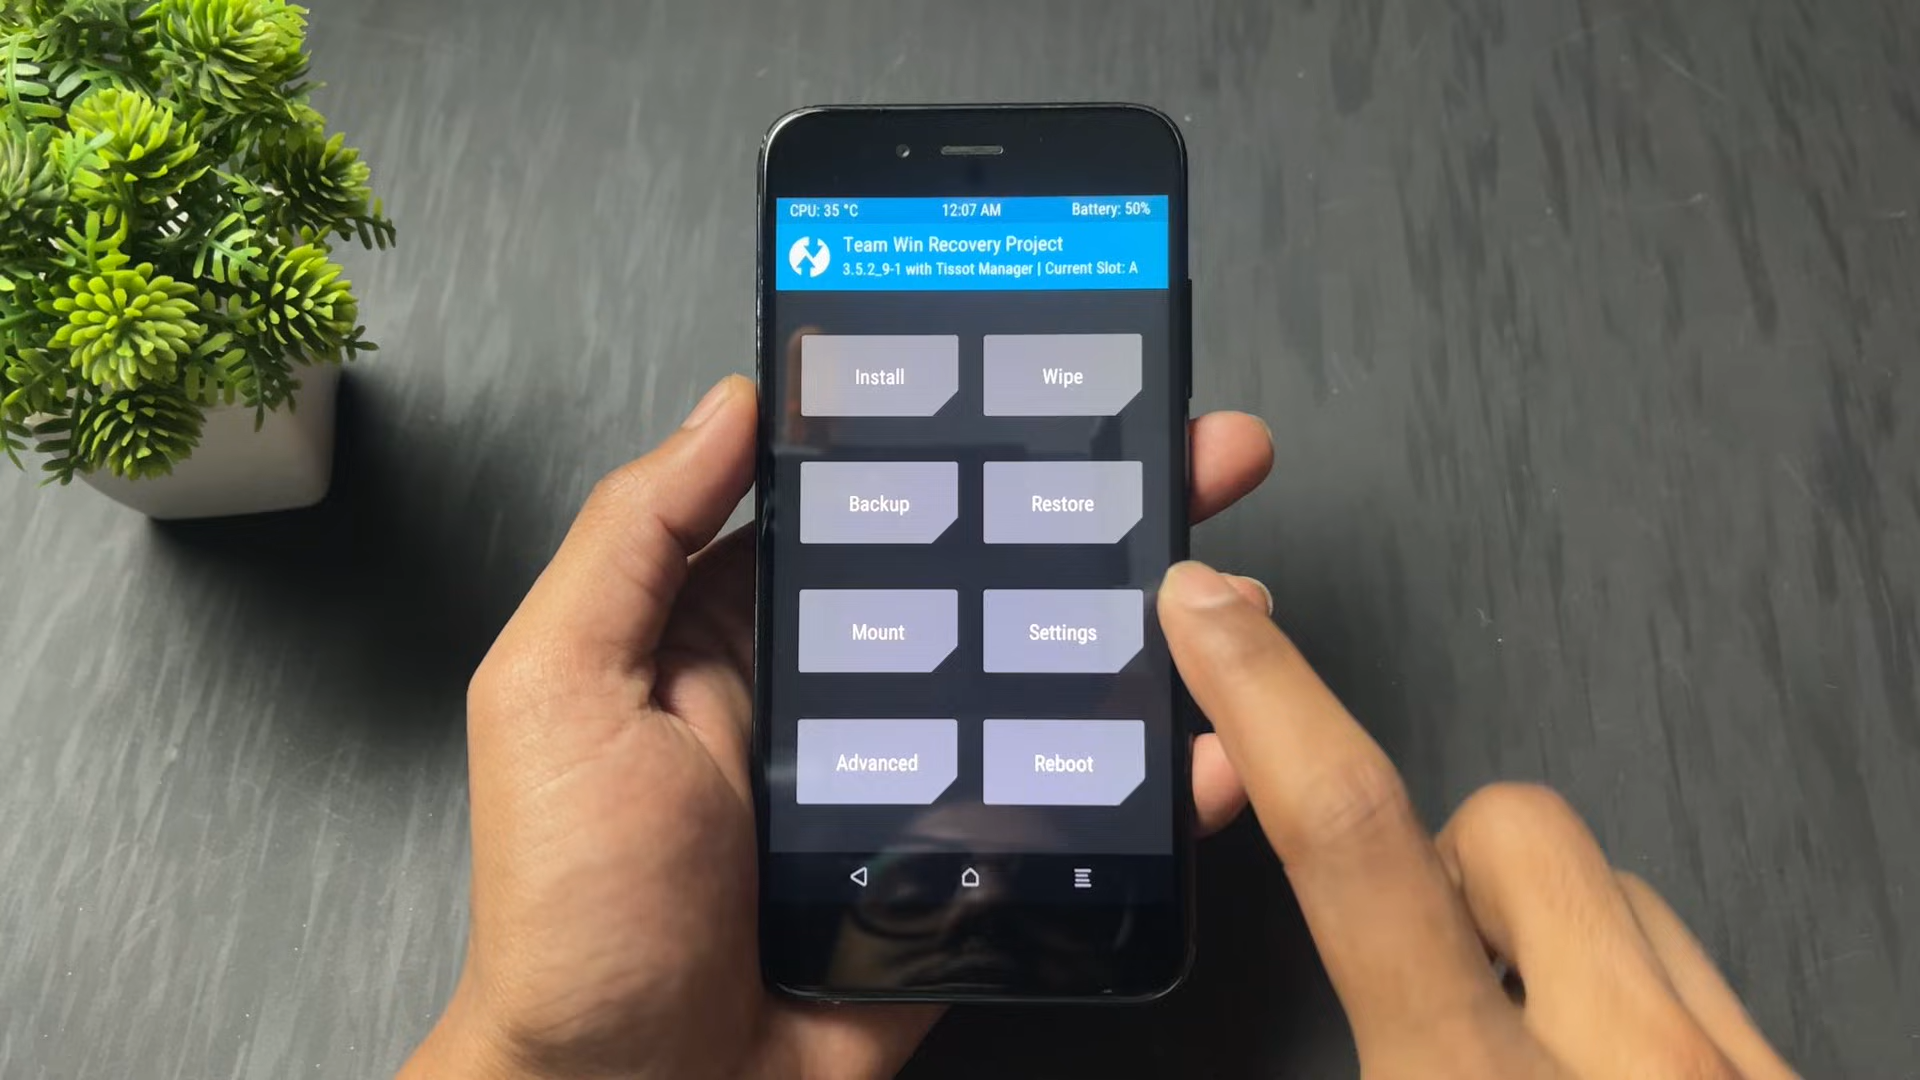 CPU: 35 °C 12:07 AM Battery: 50%
Team Win Recovery Project
3.5.2_9-1 with Tissot Manager | Current Slot: A
Install Wipe
Backup Restore
Mount Settings
Advanced Reboot